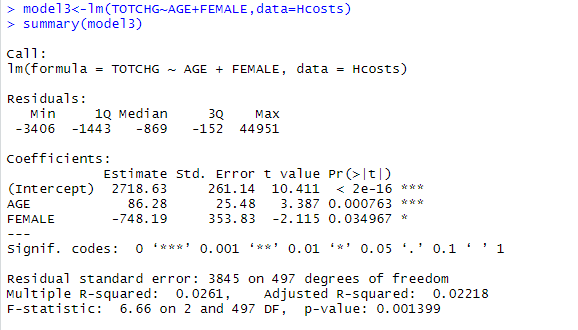 > model3<-lm(TOTCHG~AGE+FEMALE,data=Hcosts)
> summary(model3)
Call:
lm(formula = TOTCHG ~ AGE + FEMALE, data = Hcosts)
Residuals:
   Min     1Q Median     3Q    Max
 -3406  -1443   -869   -152  44951
Coefficients:
            Estimate Std. Error t value Pr(>|t|)
(Intercept)  2718.63     261.14  10.411  < 2e-16 ***
AGE            86.28      25.48   3.387 0.000763 ***
FEMALE       -748.19     353.83  -2.115 0.034967 *
---
Signif. codes:  0 ‘***’ 0.001 ‘**’ 0.01 ‘*’ 0.05 ‘.’ 0.1 ‘ ’ 1
Residual standard error: 3845 on 497 degrees of freedom
Multiple R-squared:  0.0261,    Adjusted R-squared:  0.02218
F-statistic:  6.66 on 2 and 497 DF,  p-value: 0.001399